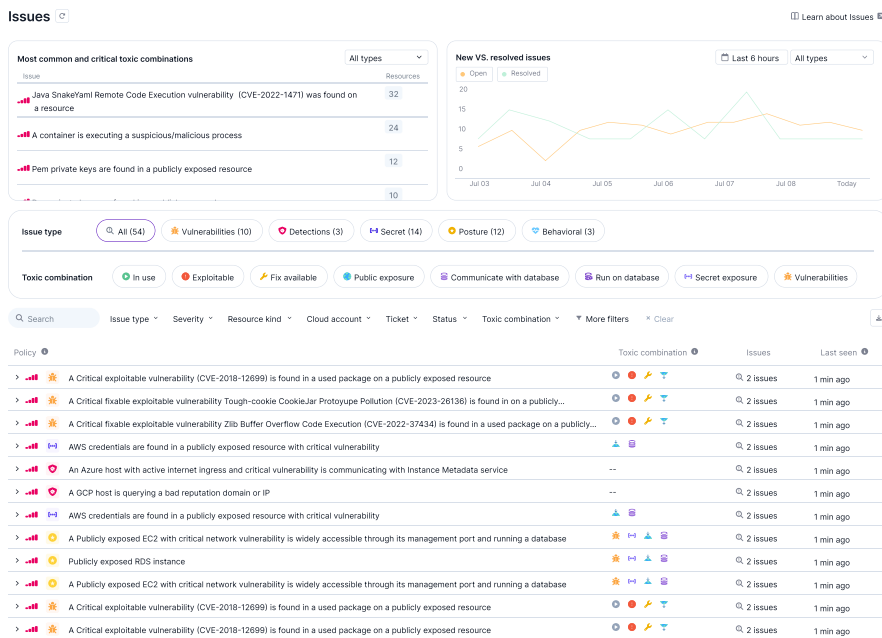 Issues
Learn about Issues
Most common and critical toxic combinations
All types
Issue
Resources
Java SnakeYaml Remote Code Execution vulnerability (CVE-2022-1471) was found on
a resource
32
A container is executing a suspicious/malicious process
24
Pem private keys are found in a publicly exposed resource
12
10
New VS. resolved issues
Last 6 hours
All types
Open
Resolved
20
15
10
5
0
Jul 03
Jul 04
Jul 05
Jul 06
Jul 07
Jul 08
Today
Issue type
All (54)
Vulnerabilities (10)
Detections (3)
Secret (14)
Posture (12)
Behavioral (3)
Toxic combination
In use
Exploitable
Fix available
Public exposure
Communicate with database
Run on database
Secret exposure
Vulnerabilities
Search
Issue type
Severity
Resource kind
Cloud account
Ticket
Status
Toxic combination
More filters
× Clear
Policy
Toxic combination
Issues
Last seen
A Critical exploitable vulnerability (CVE-2018-12699) is found in a used package on a publicly exposed resource
2 issues
1 min ago
A Critical fixable exploitable vulnerability Tough-cookie CookieJar Protoyupe Pollution (CVE-2023-26136) is found in on a publicly...
2 issues
1 min ago
A Critical fixable exploitable vulnerability Zlib Buffer Overflow Code Execution (CVE-2022-37434) is found in a used package on a publicly...
2 issues
1 min ago
AWS credentials are found in a publicly exposed resource with critical vulnerability
2 issues
1 min ago
An Azure host with active internet ingress and critical vulnerability is communicating with Instance Metadata service
--
2 issues
1 min ago
A GCP host is querying a bad reputation domain or IP
--
2 issues
1 min ago
AWS credentials are found in a publicly exposed resource with critical vulnerability
2 issues
1 min ago
A Publicly exposed EC2 with critical network vulnerability is widely accessible through its management port and running a database
2 issues
1 min ago
Publicly exposed RDS instance
2 issues
1 min ago
A Publicly exposed EC2 with critical network vulnerability is widely accessible through its management port and running a database
2 issues
1 min ago
A Critical exploitable vulnerability (CVE-2018-12699) is found in a used package on a publicly exposed resource
2 issues
1 min ago
A Critical exploitable vulnerability (CVE-2018-12699) is found in a used package on a publicly exposed resource
2 issues
1 min ago